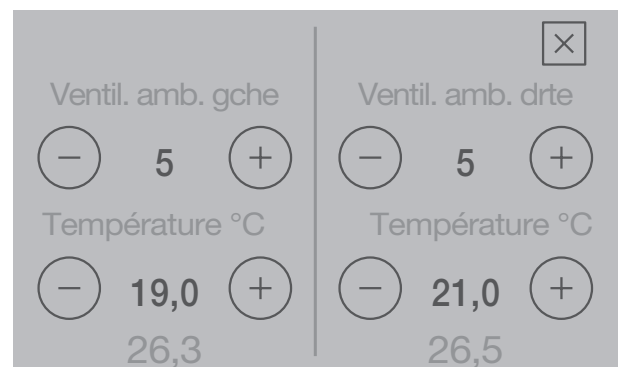 Ventil. amb. gche
5
Température °C
19,0
26,3
Ventil. amb. drte
5
Température °C
21,0
26,5